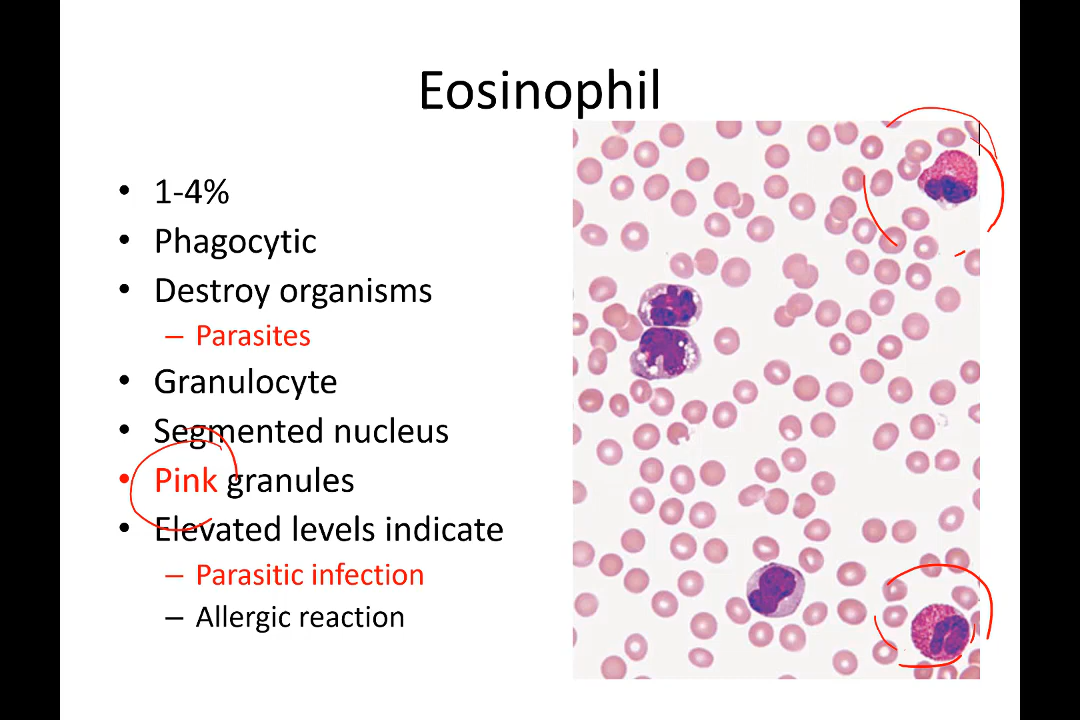 Eosinophil
• 1-4%
• Phagocytic
• Destroy organisms
– Parasites
• Granulocyte
• Segmented nucleus
• Pink granules
• Elevated levels indicate
– Parasitic infection
– Allergic reaction